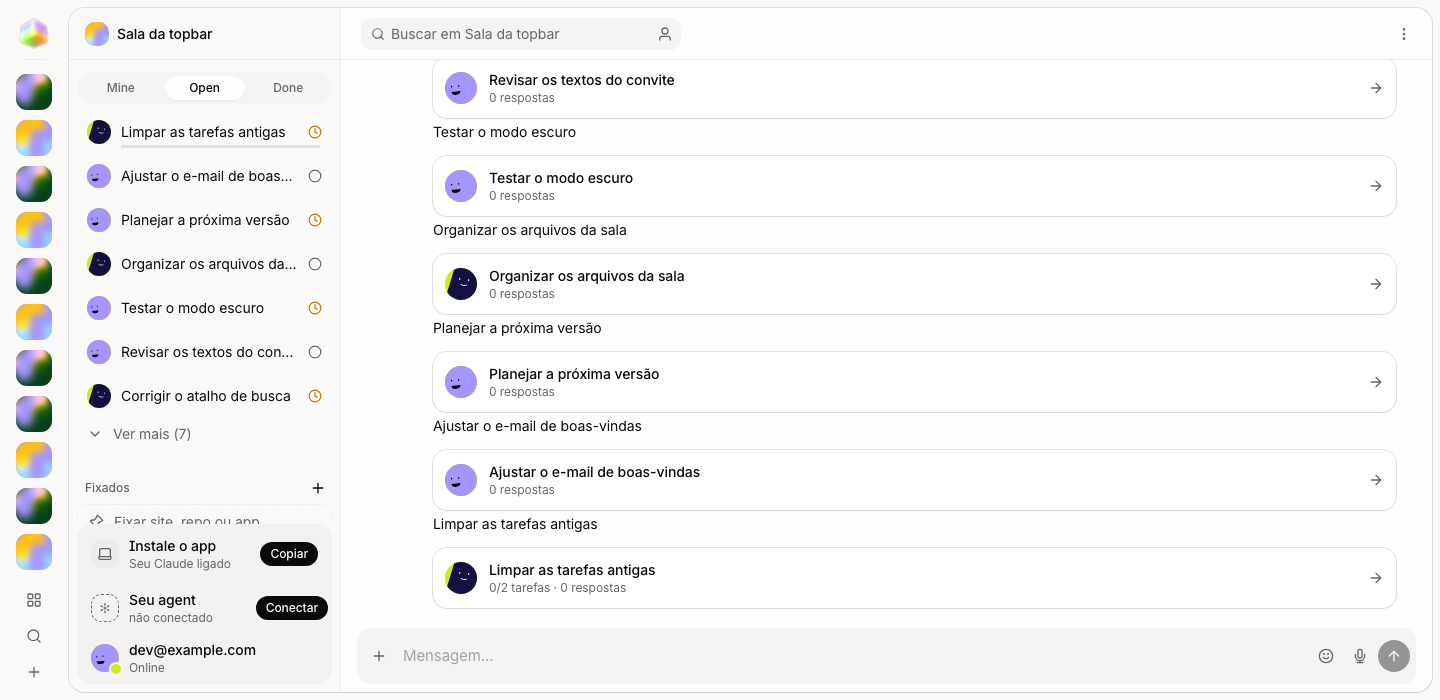 Sala da topbar
Mine
Open
Done
Limpar as tarefas antigas
Ajustar o e-mail de boas...
Planejar a próxima versão
Organizar os arquivos da...
Testar o modo escuro
Revisar os textos do con...
Corrigir o atalho de busca
Ver mais (7)
Fixados
Fixar site, repo ou app
Instale o app
Seu Claude ligado
Copiar
Seu agent
não conectado
Conectar
dev@example.com
Online
Buscar em Sala da topbar
Revisar os textos do convite
0 respostas
Testar o modo escuro
Testar o modo escuro
0 respostas
Organizar os arquivos da sala
Organizar os arquivos da sala
0 respostas
Planejar a próxima versão
Planejar a próxima versão
0 respostas
Ajustar o e-mail de boas-vindas
Ajustar o e-mail de boas-vindas
0 respostas
Limpar as tarefas antigas
Limpar as tarefas antigas
0/2 tarefas · 0 respostas
Mensagem...